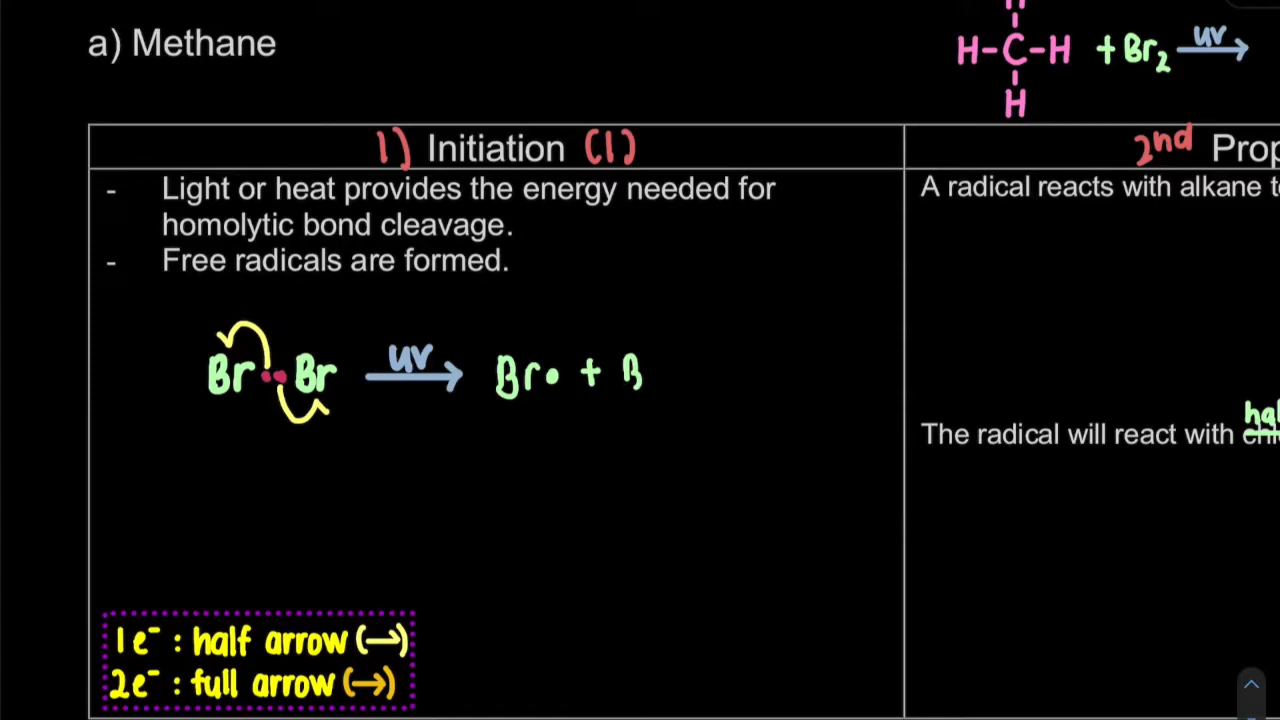 a) Methane
H
H-C-H + Br₂ uv→
H
1) Initiation (1)
- Light or heat provides the energy needed for
homolytic bond cleavage.
- Free radicals are formed.
Br •• Br uv→ Br• + B
1e⁻ : half arrow (→)
2e⁻ : full arrow (→)
2nd Prop
A radical reacts with alkane to
hal
The radical will react with